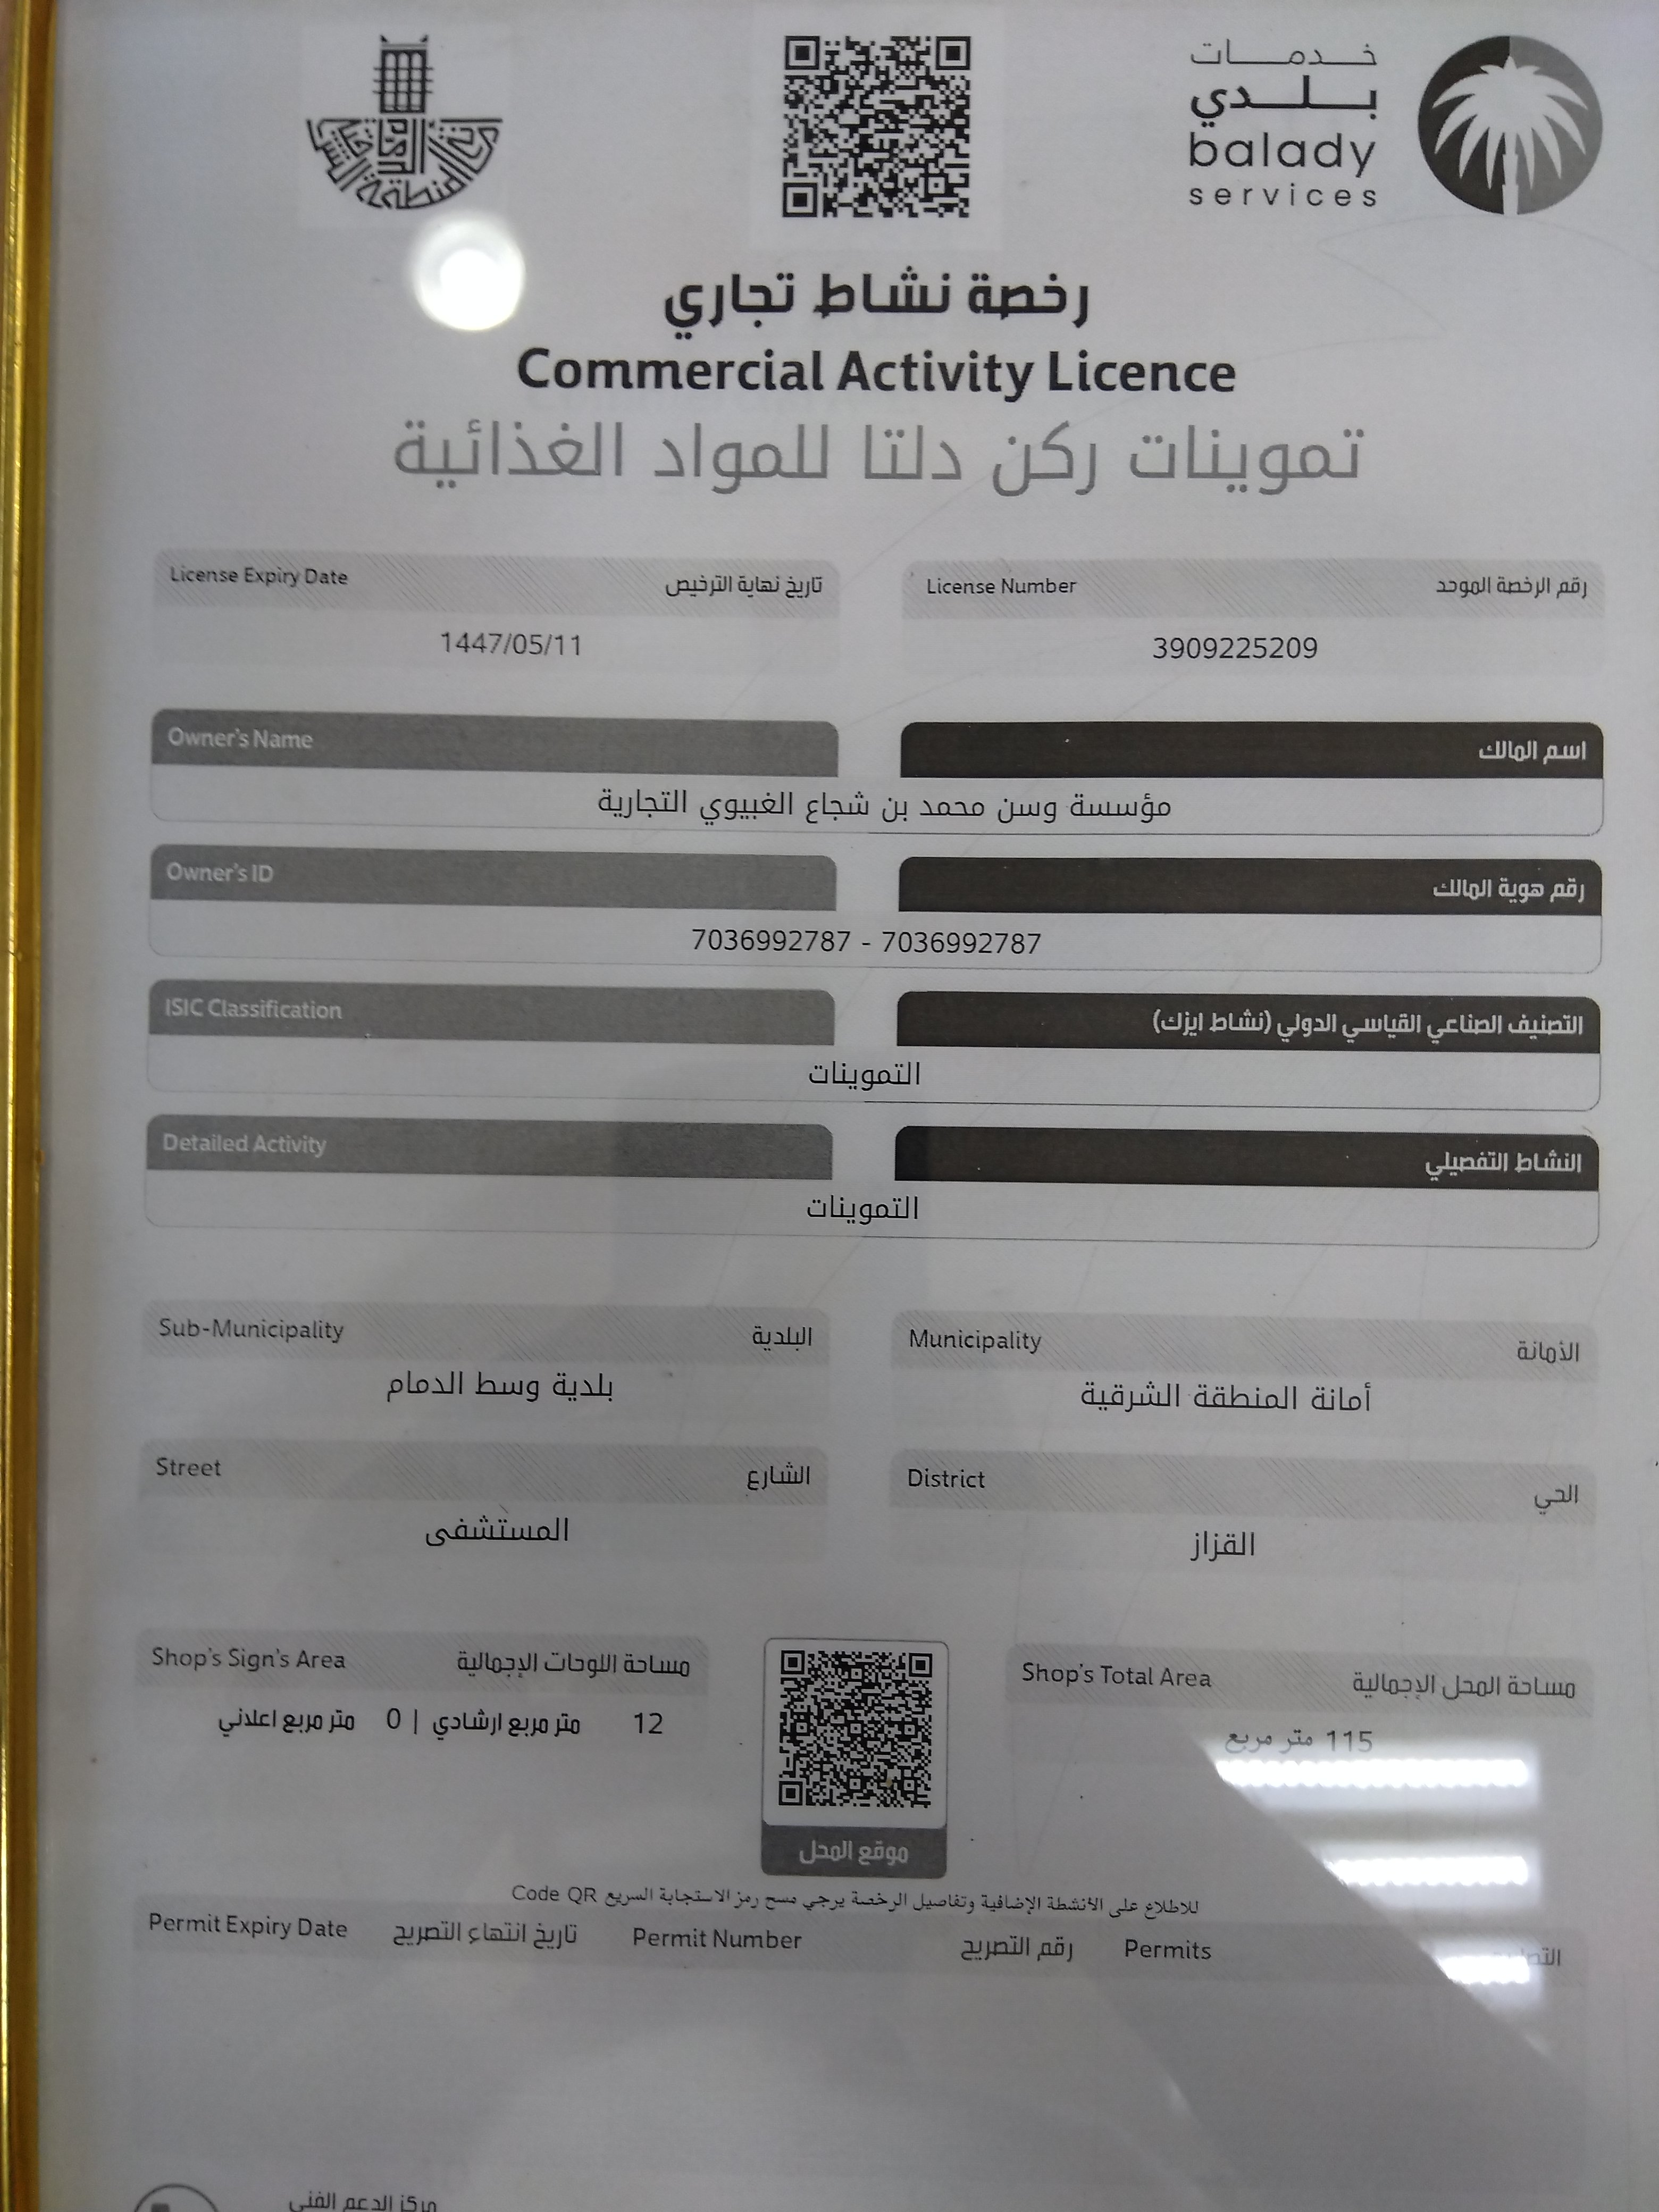 خدمات
بلدي
balady
services
رخصة نشاط تجاري
Commercial Activity Licence
تموينات ركن دلتا للمواد الغذائية
رقم الرخصة الموحد License Number
3909225209
تاريخ نهاية الترخيص License Expiry Date
1447/05/11
اسم المالك Owner's Name
مؤسسة وسن محمد بن شجاع الغبيوي التجارية
رقم هوية المالك Owner's ID
7036992787 - 7036992787
التصنيف الصناعي القياسي الدولي (نشاط ايزك) ISIC Classification
التموينات
النشاط التفصيلي Detailed Activity
التموينات
الأمانة Municipality
أمانة المنطقة الشرقية
البلدية Sub-Municipality
بلدية وسط الدمام
الحي District
القزاز
الشارع Street
المستشفى
مساحة المحل الإجمالية Shop's Total Area
115 متر مربع
مساحة اللوحات الإجمالية Shop's Sign's Area
12 متر مربع ارشادي | 0 متر مربع اعلاني
موقع المحل
للاطلاع على الأنشطة الإضافية وتفاصيل الرخصة يرجي مسح رمز الاستجابة السريع Code QR
Permits رقم التصريح Permit Number تاريخ انتهاء التصريح Permit Expiry Date
مركز الدعم الفني